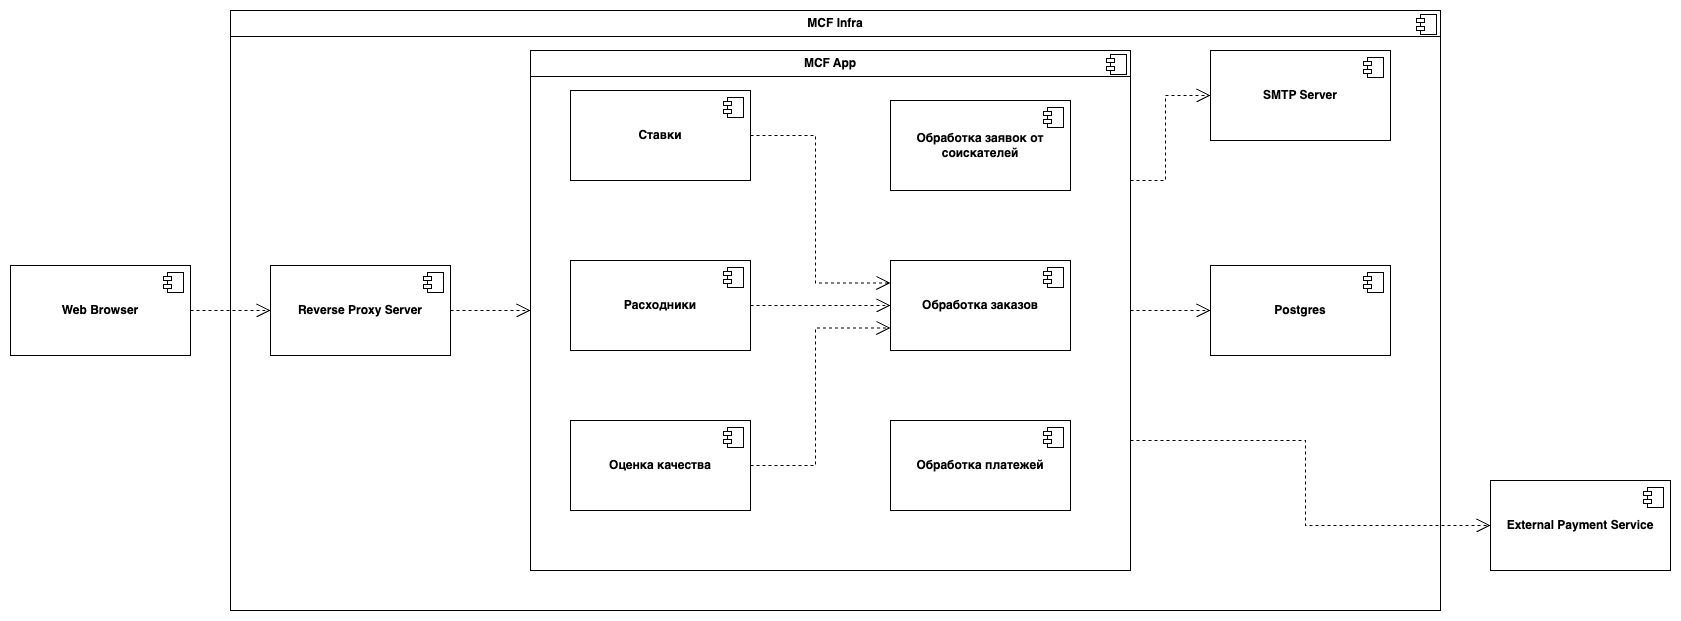 MCF Infra
MCF App
Ставки
Обработка заявок от
соискателей
SMTP Server
Web Browser
Reverse Proxy Server
Расходники
Обработка заказов
Postgres
Оценка качества
Обработка платежей
External Payment Service